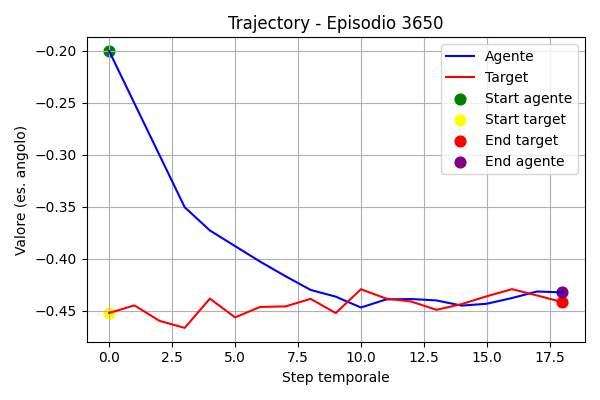 Trajectory - Episodio 3650
Agente
Target
Start agente
Start target
End target
End agente
Valore (es. angolo)
−0.20
−0.25
−0.30
−0.35
−0.40
−0.45
0.0 2.5 5.0 7.5 10.0 12.5 15.0 17.5
Step temporale